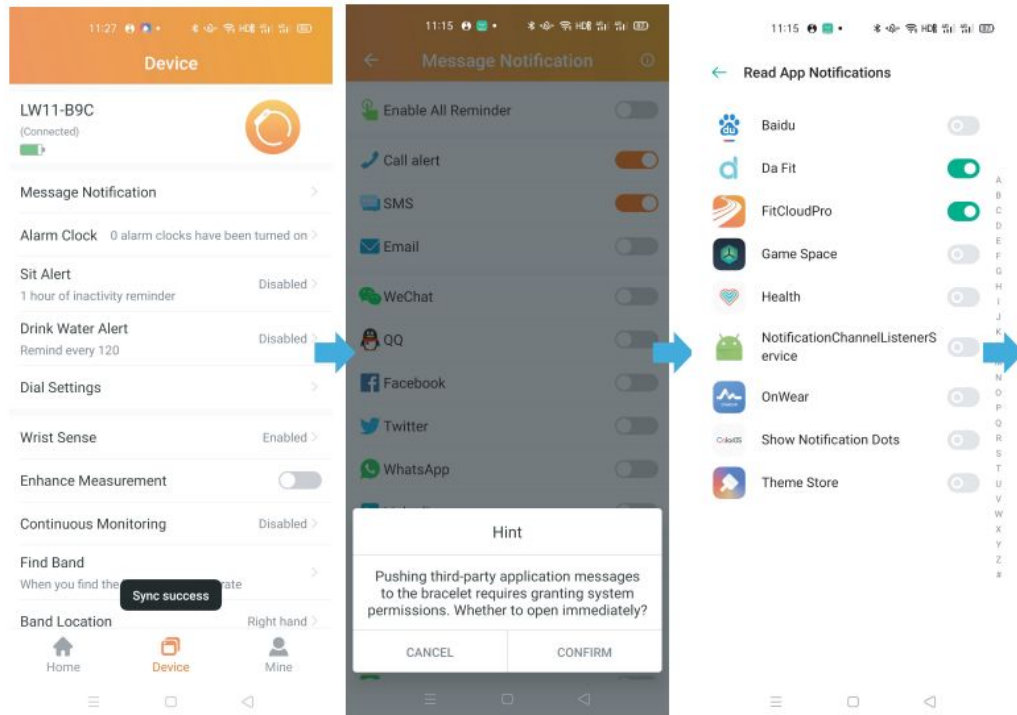 11:27
Device
LW11-B9C
(Connected)
Message Notification
Alarm Clock 0 alarm clocks have been turned on
Sit Alert
1 hour of inactivity reminder
Disabled
Drink Water Alert
Remind every 120
Disabled
Dial Settings
Wrist Sense Enabled
Enhance Measurement
Continuous Monitoring Disabled
Find Band
When you find the rate
Sync success
Band Location Right hand
Home Device Mine
11:15
Message Notification
Enable All Reminder
Call alert
SMS
Email
WeChat
QQ
Facebook
Twitter
WhatsApp
Hint
Pushing third-party application messages
to the bracelet requires granting system
permissions. Whether to open immediately?
CANCEL CONFIRM
11:15
Read App Notifications
Baidu
Da Fit
FitCloudPro
Game Space
Health
NotificationChannelListenerS
ervice
OnWear
Show Notification Dots
Theme Store
A
B
C
D
E
F
G
H
I
J
K
M
N
O
P
Q
R
S
T
U
V
W
X
Y
Z
#